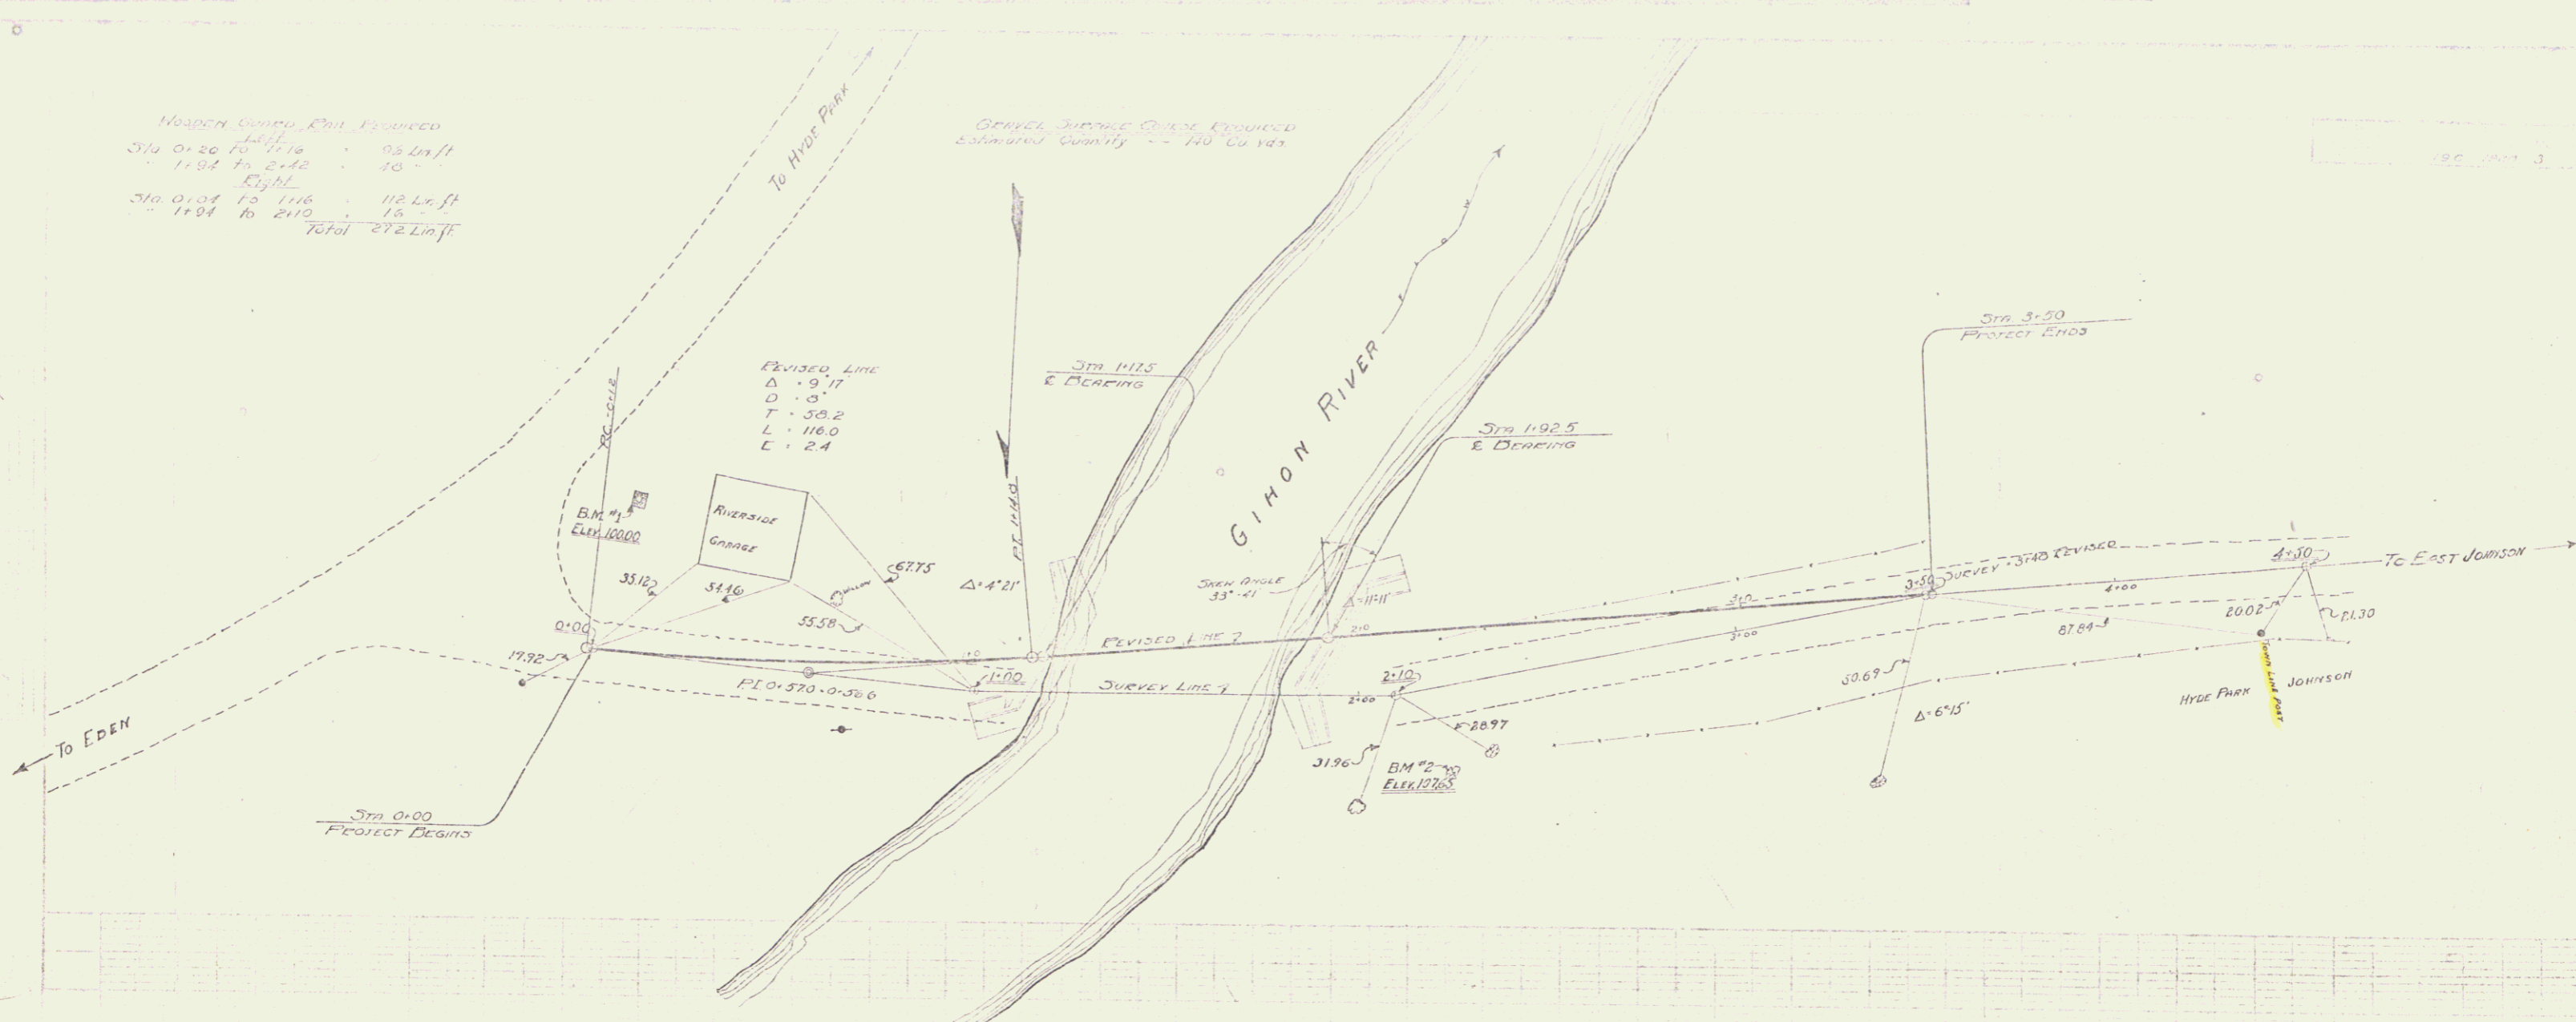 WOODEN GUARD RAIL REQUIRED
Left
Sta 0+20 to 1+16 - 96 Lin.ft
" 1+94 to 2+42 - 48 " "
Right
Sta. 0+04 to 1+16 - 112 Lin.ft
" 1+94 to 2+10 - 16 " "
Total 272 Lin.ft.
GRAVEL SURFACE COURSE REQUIRED
Estimated Quantity -- 140 Cu yds.
TO HYDE PARK
STA. 3+50
PROJECT ENDS
REVISED LINE
Δ = 9°17'
D = 8°
T = 58.2
L = 116.0
E = 2.4
STA 1+17.5
℄ BEARING
GIHON RIVER
STA 1+92.5
℄ BEARING
P.I. 1+14.0
B.M. #1
ELEV. 100.00
RIVERSIDE
GARAGE
35.12
54.46
67.75
55.58
Δ=4°21'
SKEW ANGLE
33°-41'
Δ=11°11'
0+00
17.92
P.I. 0+57.0
1+00
REVISED LINE
SURVEY LINE
2+0
2+00
2+10
3+0
3+00
3+50
SURVEY = 3+48 REVISED
4+00
4+50
TO EAST JOHNSON
20.02
87.84
50.69
Δ=6°15'
HYDE PARK
TOWN LINE POST
JOHNSON
28.97
31.96
BM #2
ELEV. 107.65
TO EDEN
STA 0+00
PROJECT BEGINS